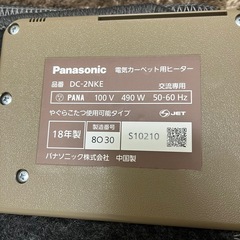 Panasonic 電気カーペット用ヒーター
品番 DC-2NKE 交流専用
PANA 100 V 490 W 50-60 Hz
やぐらこたつ使用可能タイプ JET
18年製 製造番号 8O30 S10210
パナソニック株式会社 中国製